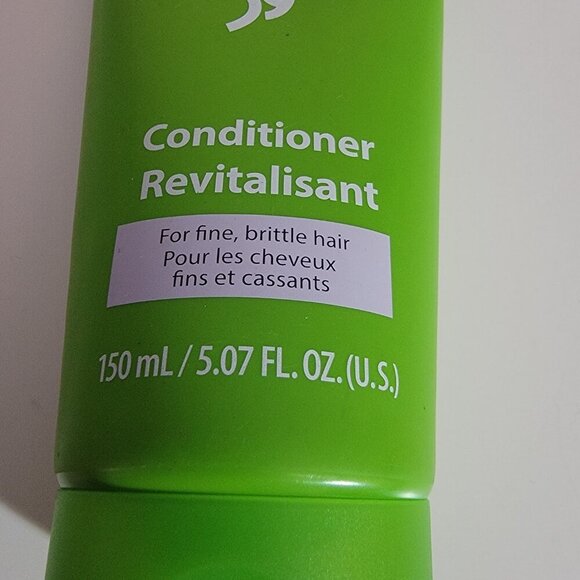 Conditioner
Revitalisant
For fine, brittle hair
Pour les cheveux
fins et cassants
150 mL / 5.07 FL. OZ. (U.S.)